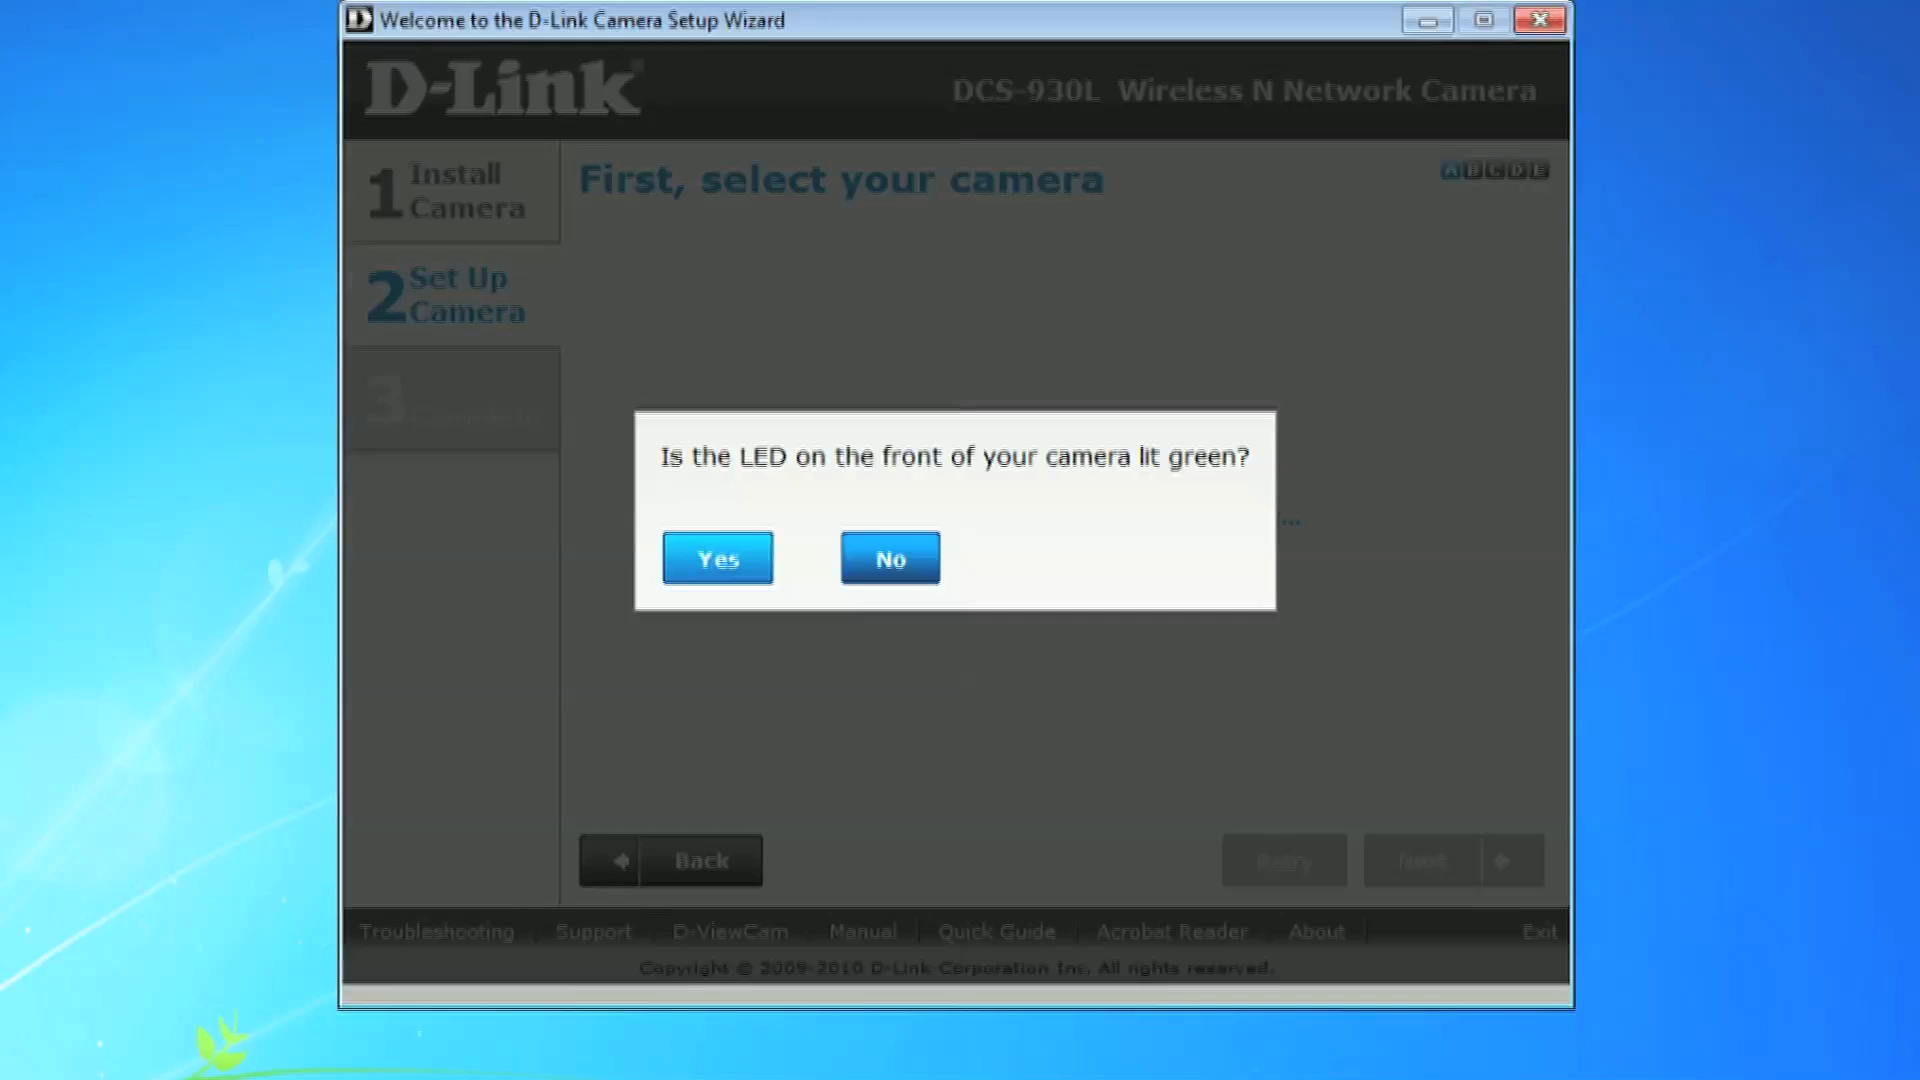 Welcome to the D-Link Camera Setup Wizard
D-Link
DCS-930L Wireless N Network Camera
1 Install
Camera
First, select your camera
A B C D E
2 Set Up
Camera
3
Is the LED on the front of your camera lit green?
...
Yes
No
Back
Retry
Next
Troubleshooting
Support
D-ViewCam
Manual
Quick Guide
Acrobat Reader
About
Exit
Copyright © 2009-2010 D-Link Corporation Inc. All rights reserved.